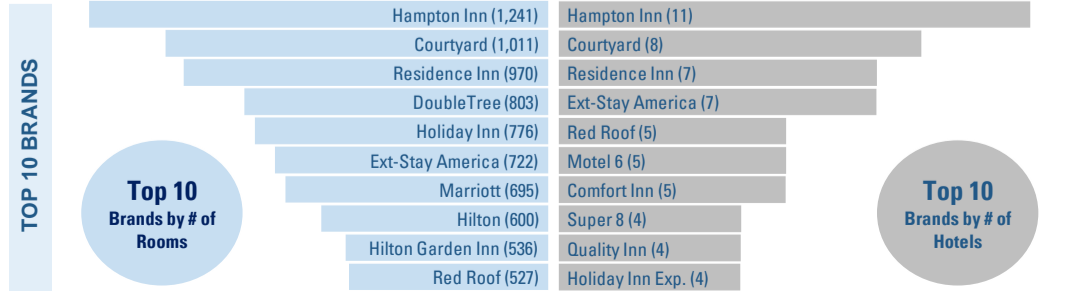 TOP 10 BRANDS
Hampton Inn (1,241)
Courtyard (1,011)
Residence Inn (970)
DoubleTree (803)
Holiday Inn (776)
Ext-Stay America (722)
Marriott (695)
Hilton (600)
Hilton Garden Inn (536)
Red Roof (527)
Top 10
Brands by # of
Rooms
Hampton Inn (11)
Courtyard (8)
Residence Inn (7)
Ext-Stay America (7)
Red Roof (5)
Motel 6 (5)
Comfort Inn (5)
Super 8 (4)
Quality Inn (4)
Holiday Inn Exp. (4)
Top 10
Brands by # of
Hotels